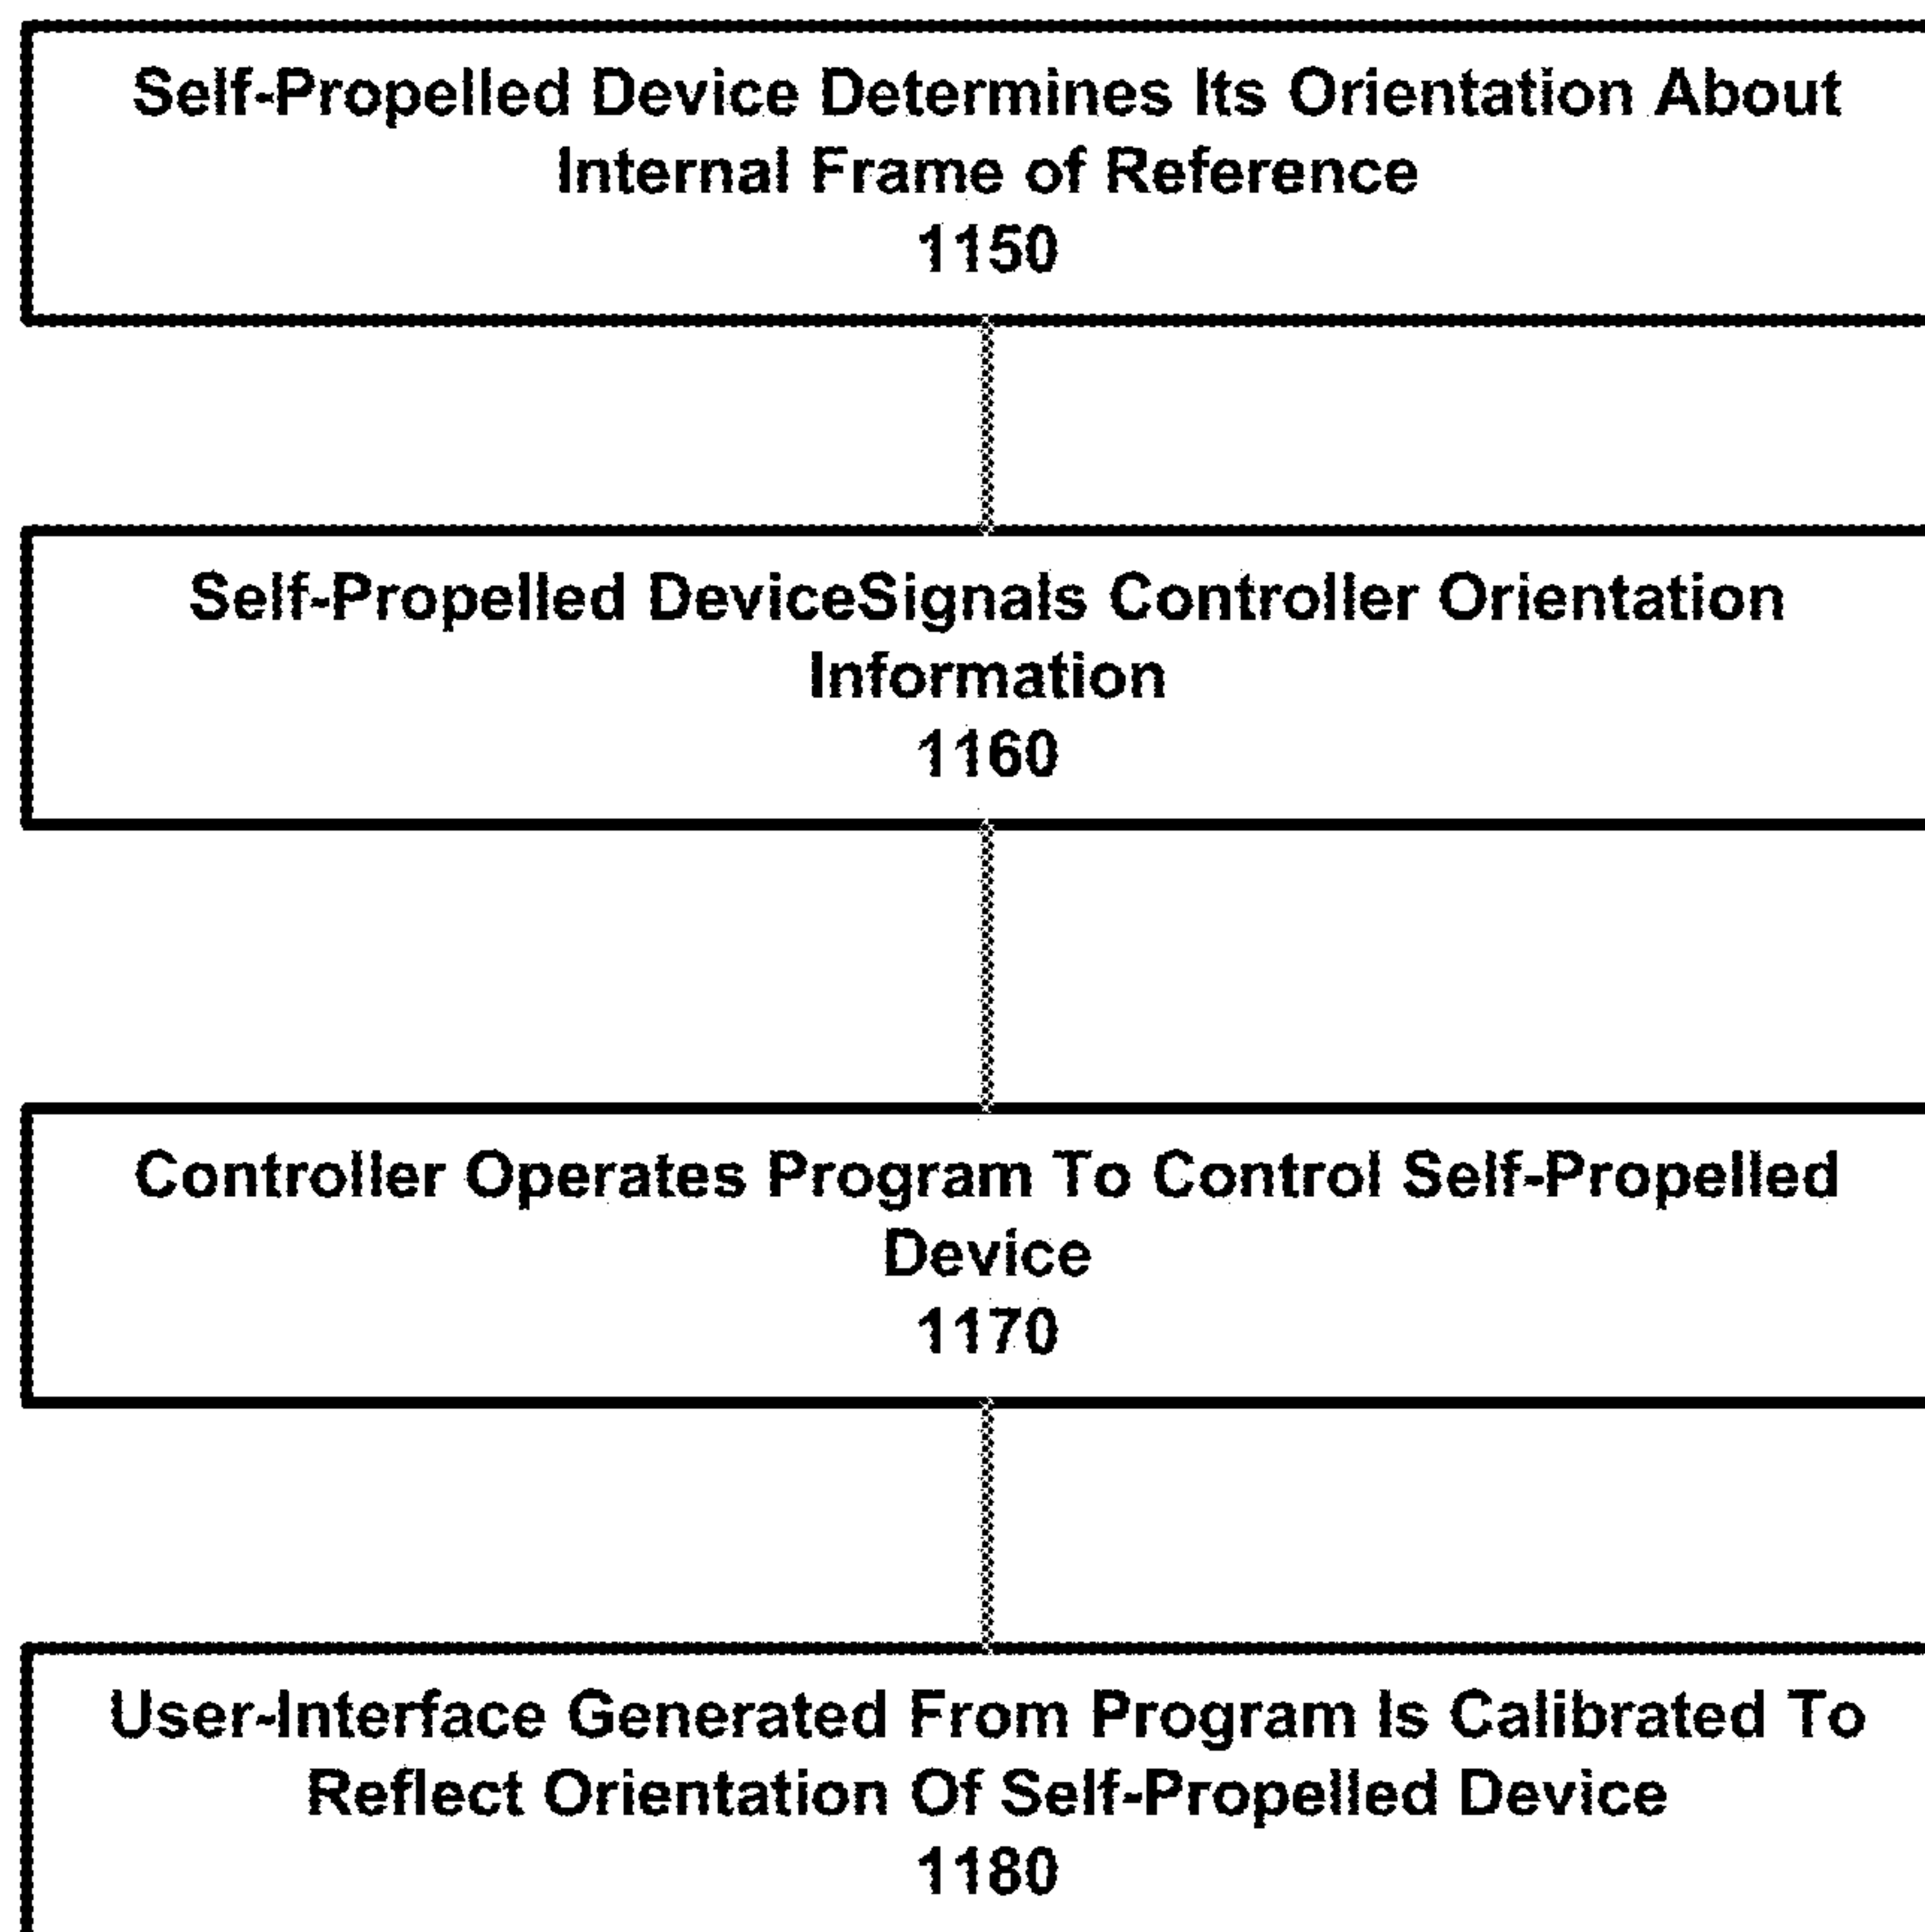 Self-Propelled Device Determines Its Orientation About
Internal Frame of Reference
1150
Self-Propelled DeviceSignals Controller Orientation
Information
1160
Controller Operates Program To Control Self-Propelled
Device
1170
User-Interface Generated From Program Is Calibrated To
Reflect Orientation Of Self-Propelled Device
1180